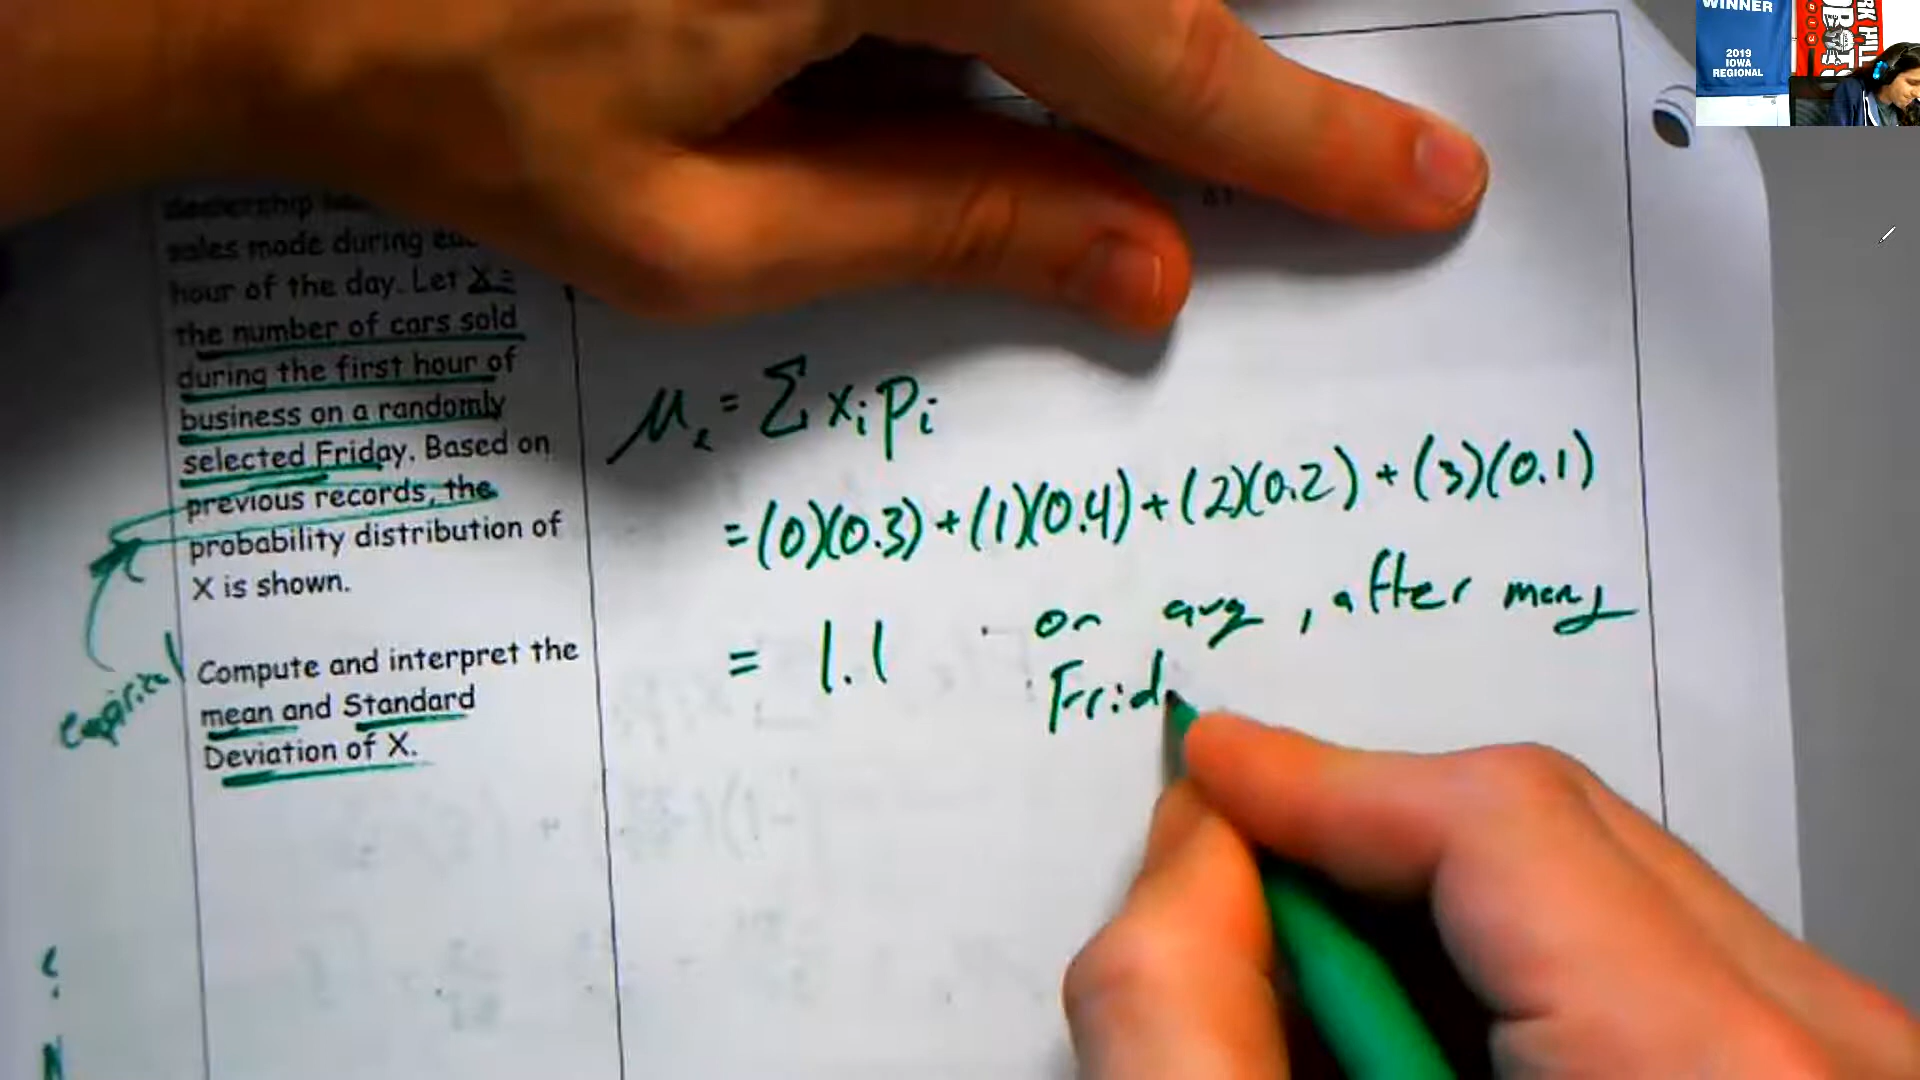 WINNER
2019
IOWA
REGIONAL
dealership
sales made during
hour of the day. Let X =
the number of cars sold
during the first hour of
business on a randomly
selected Friday. Based on
previous records, the
probability distribution of
X is shown.
empirical
Compute and interpret the
mean and Standard
Deviation of X.
μₓ = Σ xᵢ pᵢ
= (0)(0.3) + (1)(0.4) + (2)(0.2) + (3)(0.1)
= 1.1
on avg, after many
Frid